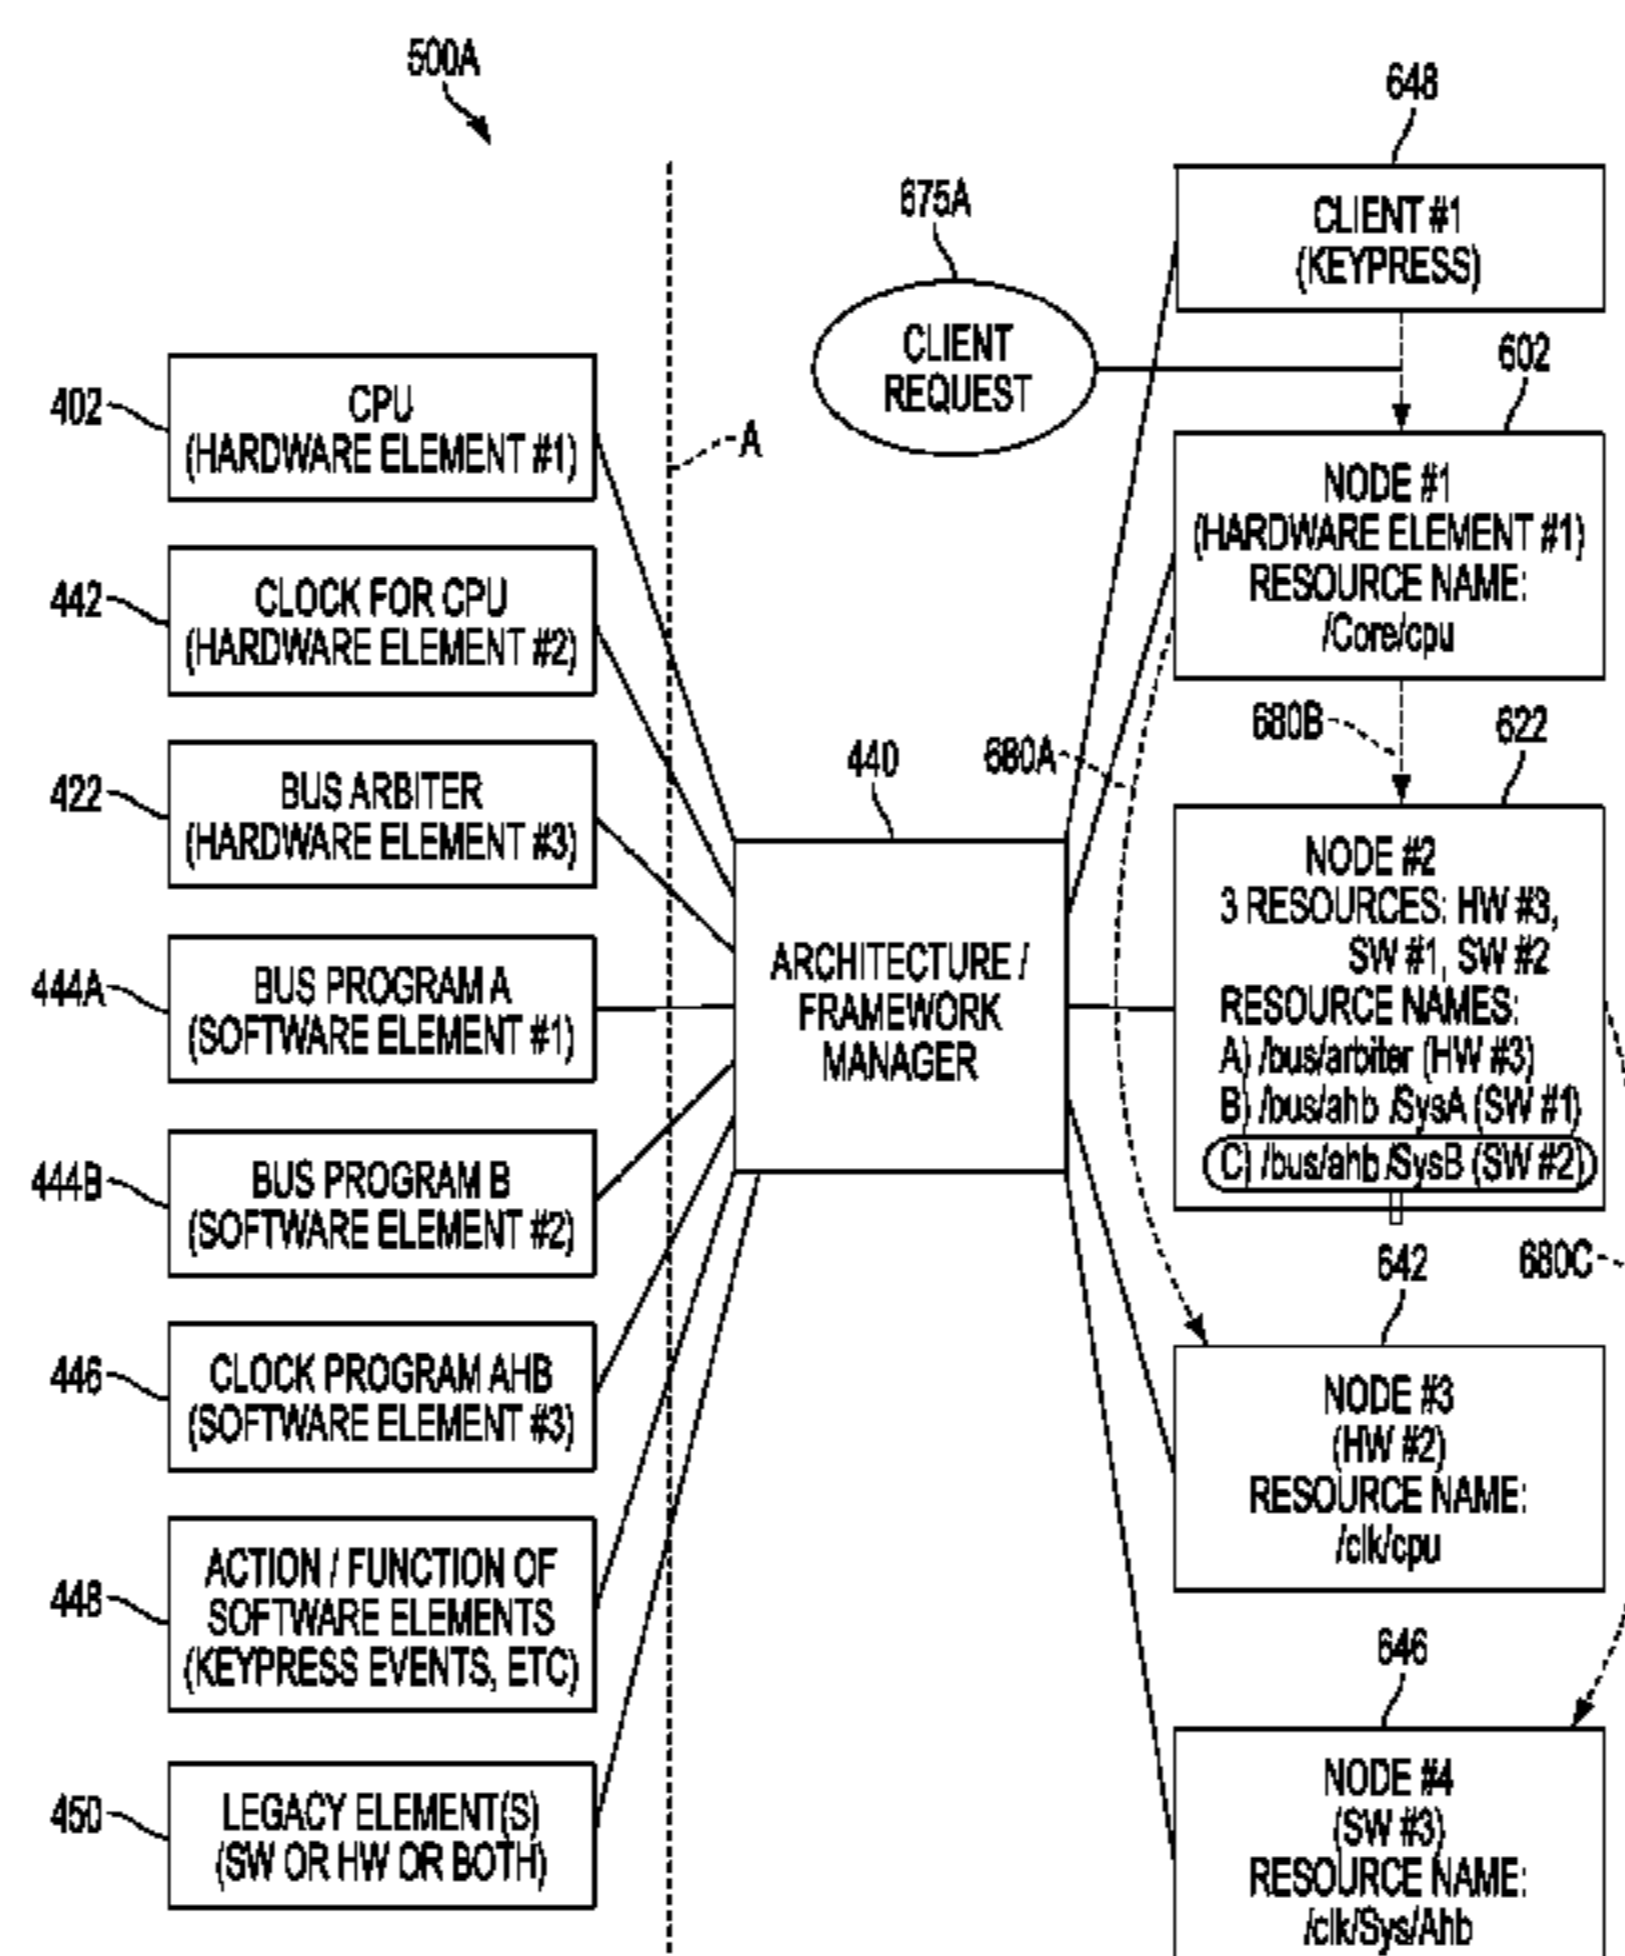 500A
648
CLIENT #1
(KEYPRESS)
675A
CLIENT
REQUEST
602
402
CPU
(HARDWARE ELEMENT #1)
A
NODE #1
(HARDWARE ELEMENT #1)
RESOURCE NAME:
/Core/cpu
442
CLOCK FOR CPU
(HARDWARE ELEMENT #2)
680B
622
680A
440
422
BUS ARBITER
(HARDWARE ELEMENT #3)
NODE #2
3 RESOURCES: HW #3,
SW #1, SW #2
RESOURCE NAMES:
A) /bus/arbiter (HW #3)
B) /bus/ahb /SysA (SW #1)
C) /bus/ahb /SysB (SW #2)
ARCHITECTURE /
FRAMEWORK
MANAGER
444A
BUS PROGRAM A
(SOFTWARE ELEMENT #1)
444B
BUS PROGRAM B
(SOFTWARE ELEMENT #2)
642
680C
446
CLOCK PROGRAM AHB
(SOFTWARE ELEMENT #3)
NODE #3
(HW #2)
RESOURCE NAME:
/clk/cpu
448
ACTION / FUNCTION OF
SOFTWARE ELEMENTS
(KEYPRESS EVENTS, ETC)
646
450
LEGACY ELEMENT(S)
(SW OR HW OR BOTH)
NODE #4
(SW #3)
RESOURCE NAME:
/clk/Sys/Ahb